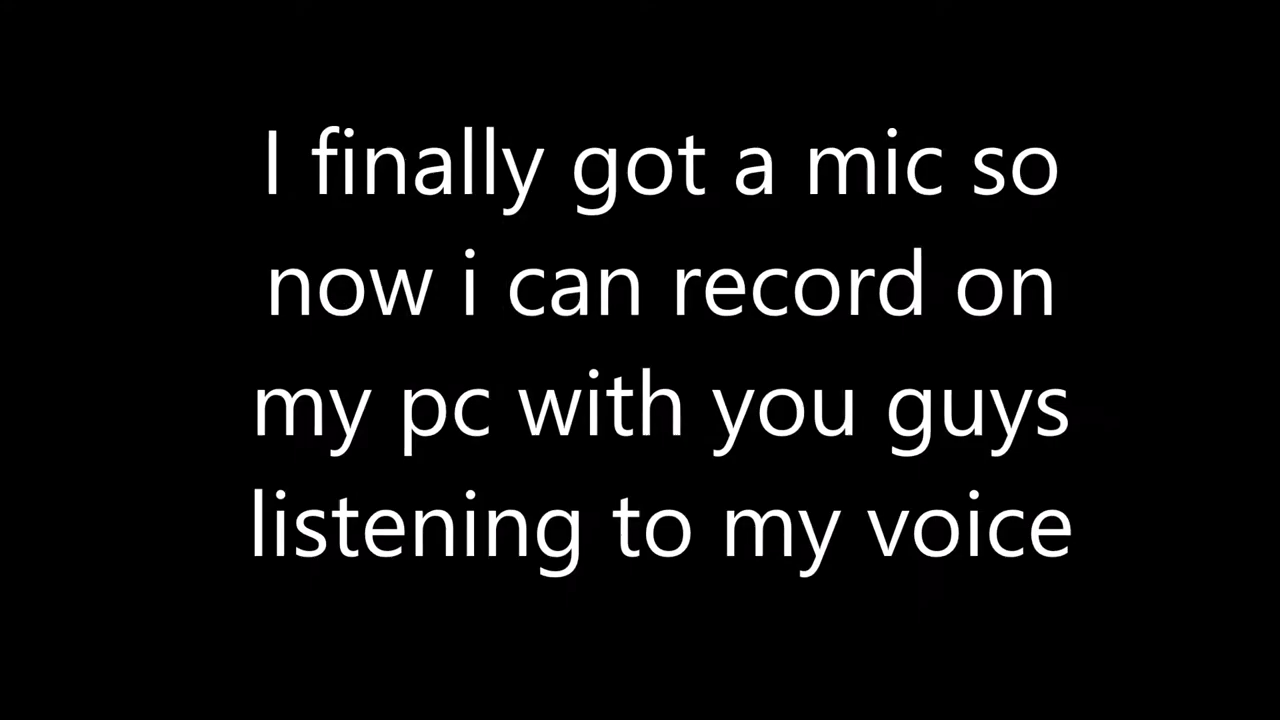 I finally got a mic so
now i can record on
my pc with you guys
listening to my voice